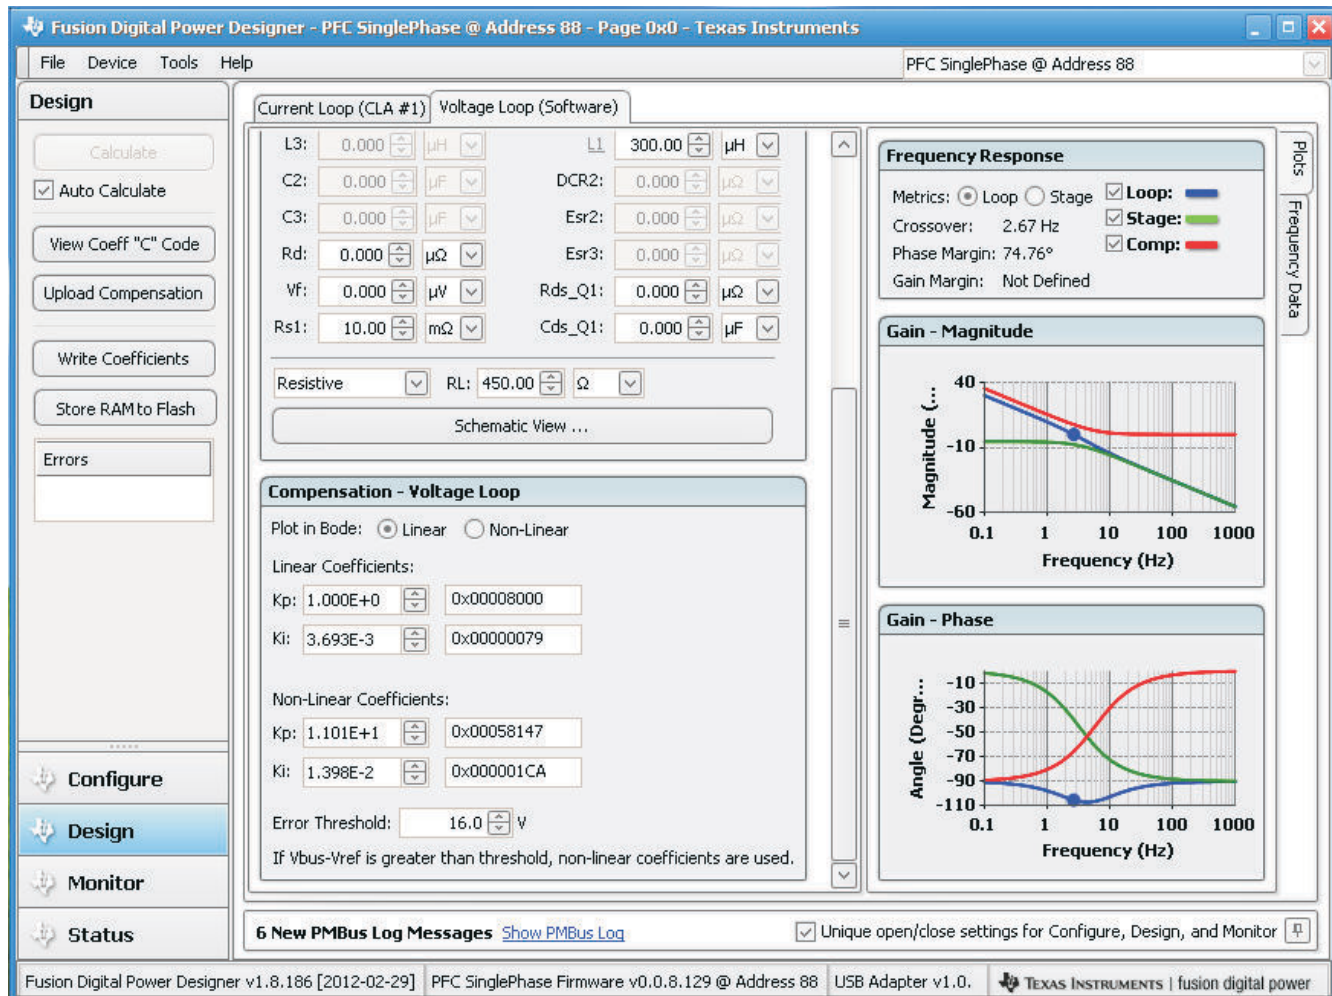 Fusion Digital Power Designer - PFC SinglePhase @ Address 88 - Page 0x0 - Texas Instruments
File Device Tools Help
PFC SinglePhase @ Address 88
Design
Calculate
Auto Calculate
View Coeff "C" Code
Upload Compensation
Write Coefficients
Store RAM to Flash
Errors
Configure
Design
Monitor
Status
Current Loop (CLA #1) Voltage Loop (Software)
L3: 0.000 µH L1 300.00 µH
C2: 0.000 µF DCR2: 0.000 µΩ
C3: 0.000 µF Esr2: 0.000 µΩ
Rd: 0.000 µΩ Esr3: 0.000 µΩ
Vf: 0.000 µV Rds_Q1: 0.000 µΩ
Rs1: 10.00 mΩ Cds_Q1: 0.000 µF
Resistive RL: 450.00 Ω
Schematic View ...
Compensation - Voltage Loop
Plot in Bode: Linear Non-Linear
Linear Coefficients:
Kp: 1.000E+0 0x00008000
Ki: 3.693E-3 0x00000079
Non-Linear Coefficients:
Kp: 1.101E+1 0x00058147
Ki: 1.398E-2 0x000001CA
Error Threshold: 16.0 V
If Vbus-Vref is greater than threshold, non-linear coefficients are used.
Frequency Response
Metrics: Loop Stage Loop:
Crossover: 2.67 Hz Stage:
Phase Margin: 74.76° Comp:
Gain Margin: Not Defined
Plots
Frequency Data
Gain - Magnitude
Magnitude (...
40
-10
-60
0.1 1 10 100 1000
Frequency (Hz)
Gain - Phase
Angle (Degr...
-10
-30
-50
-70
-90
-110
0.1 1 10 100 1000
Frequency (Hz)
6 New PMBus Log Messages Show PMBus Log
Unique open/close settings for Configure, Design, and Monitor
Fusion Digital Power Designer v1.8.186 [2012-02-29] PFC SinglePhase Firmware v0.0.8.129 @ Address 88 USB Adapter v1.0. TEXAS INSTRUMENTS | fusion digital power